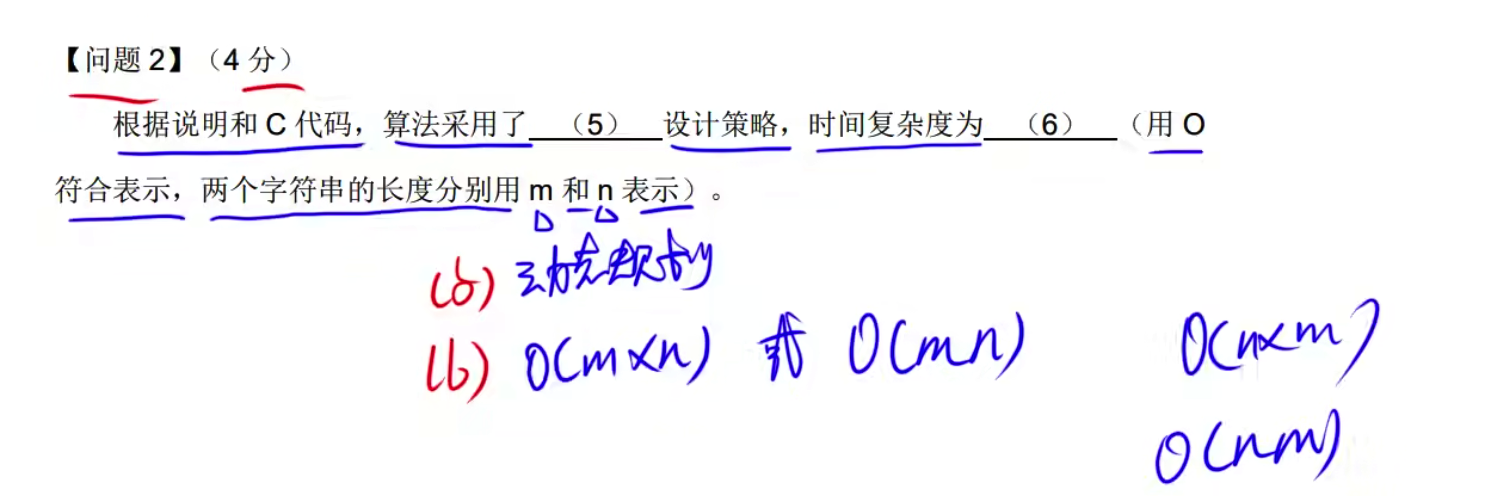 【问题 2】（4 分）
根据说明和 C 代码，算法采用了 （5） 设计策略，时间复杂度为 （6） （用 O
符合表示，两个字符串的长度分别用 m 和 n 表示）。
(5) 动态规划
(6) O(m×n) 或 O(mn) O(n×m)
O(nm)